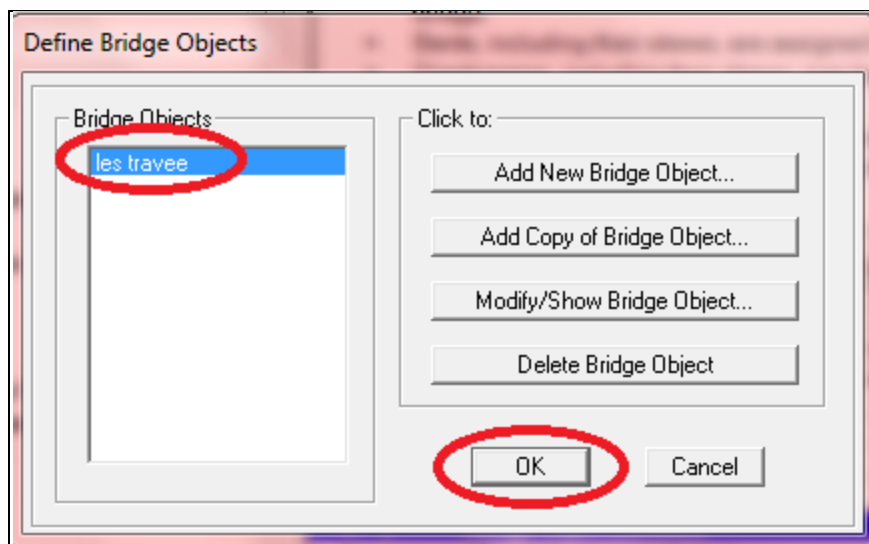 Define Bridge Objects
Bridge Objects
les travee
Click to:
Add New Bridge Object...
Add Copy of Bridge Object...
Modify/Show Bridge Object...
Delete Bridge Object
OK
Cancel